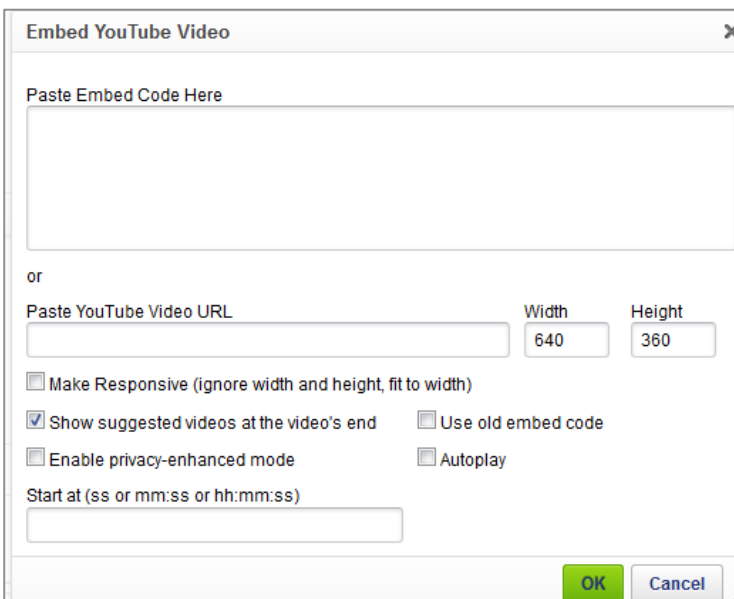 Embed YouTube Video
Paste Embed Code Here
or
Paste YouTube Video URL Width Height
640 360
Make Responsive (ignore width and height, fit to width)
Show suggested videos at the video's end Use old embed code
Enable privacy-enhanced mode Autoplay
Start at (ss or mm:ss or hh:mm:ss)
OK Cancel